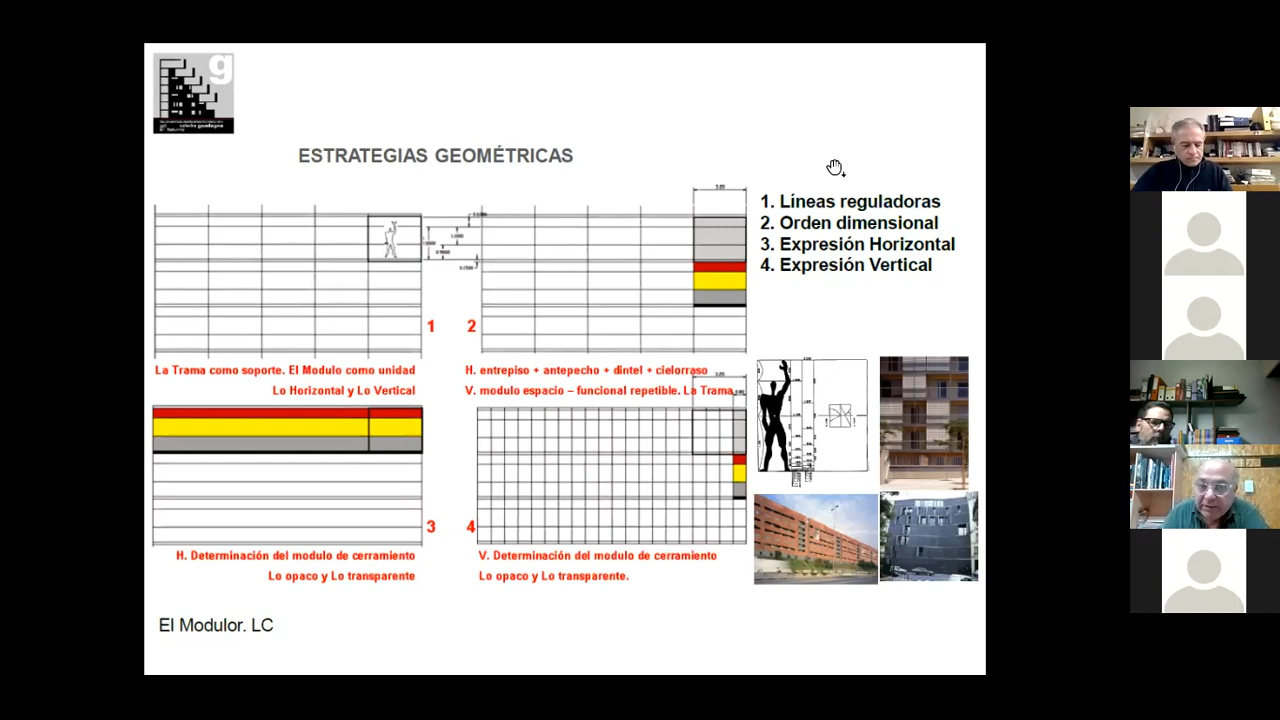 g
ESTRATEGIAS GEOMÉTRICAS
1. Líneas reguladoras
2. Orden dimensional
3. Expresión Horizontal
4. Expresión Vertical
1
2
La Trama como soporte. El Modulo como unidad
Lo Horizontal y Lo Vertical
H. entrepiso + antepecho + dintel + cielorraso
V. modulo espacio – funcional repetible. La Trama
3
4
H. Determinación del modulo de cerramiento
Lo opaco y Lo transparente
V. Determinación del modulo de cerramiento
Lo opaco y Lo transparente.
El Modulor. LC